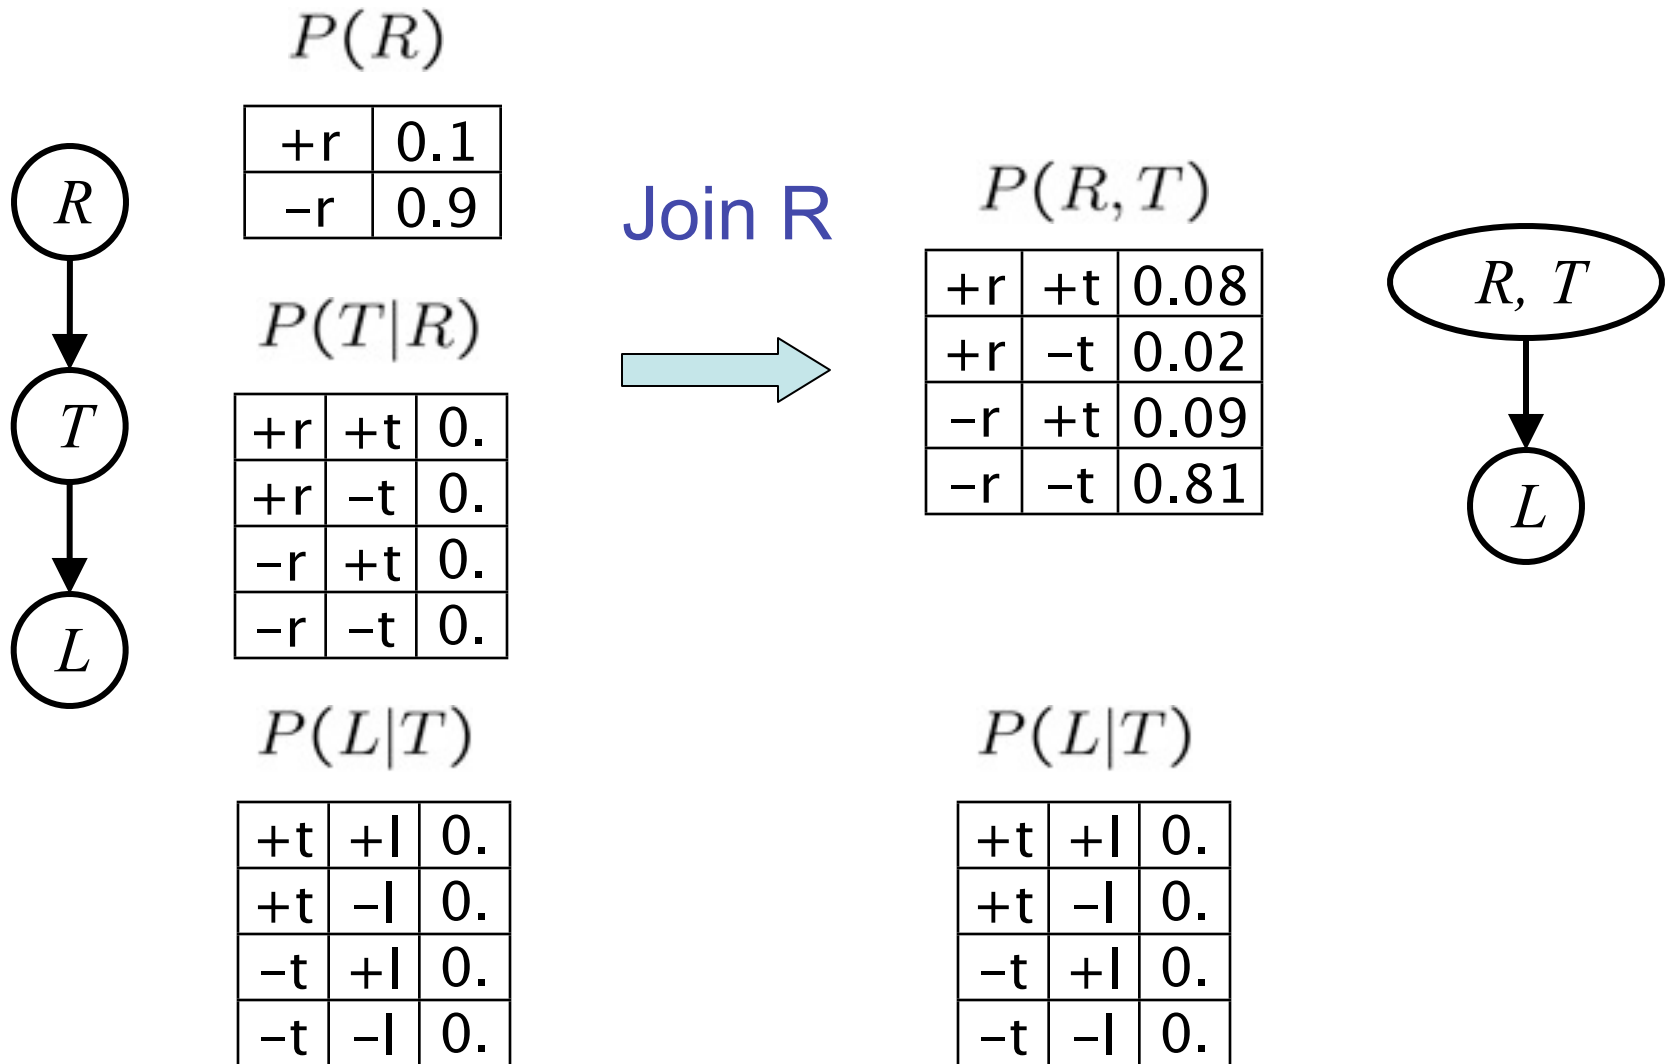 P(R)
+r 0.1
–r 0.9
R
T
L
P(T|R)
+r +t 0.
+r –t 0.
–r +t 0.
–r –t 0.
P(L|T)
+t +l 0.
+t –l 0.
–t +l 0.
–t –l 0.
Join R
P(R,T)
+r +t 0.08
+r –t 0.02
–r +t 0.09
–r –t 0.81
P(L|T)
+t +l 0.
+t –l 0.
–t +l 0.
–t –l 0.
R, T
L